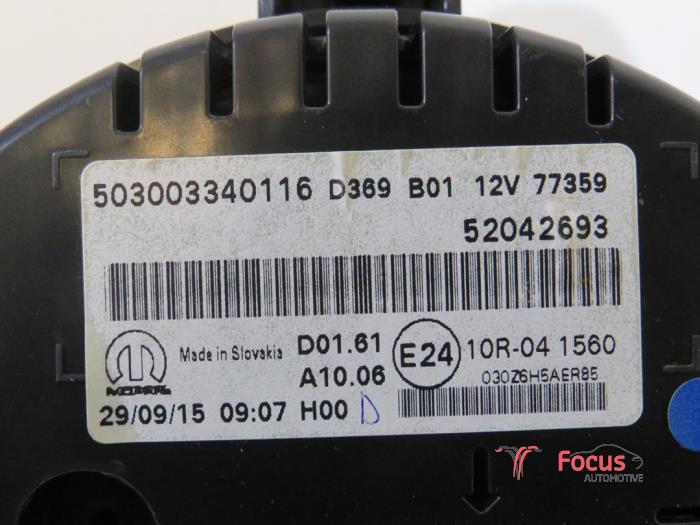 503003340116 D369 B01 12V 77359
52042693
MOPAR
Made in Slovakia
D01.61
A10.06
E24
10R-04 1560
030Z6H5AER85
29/09/15 09:07 H00 D
Focus
AUTOMOTIVE